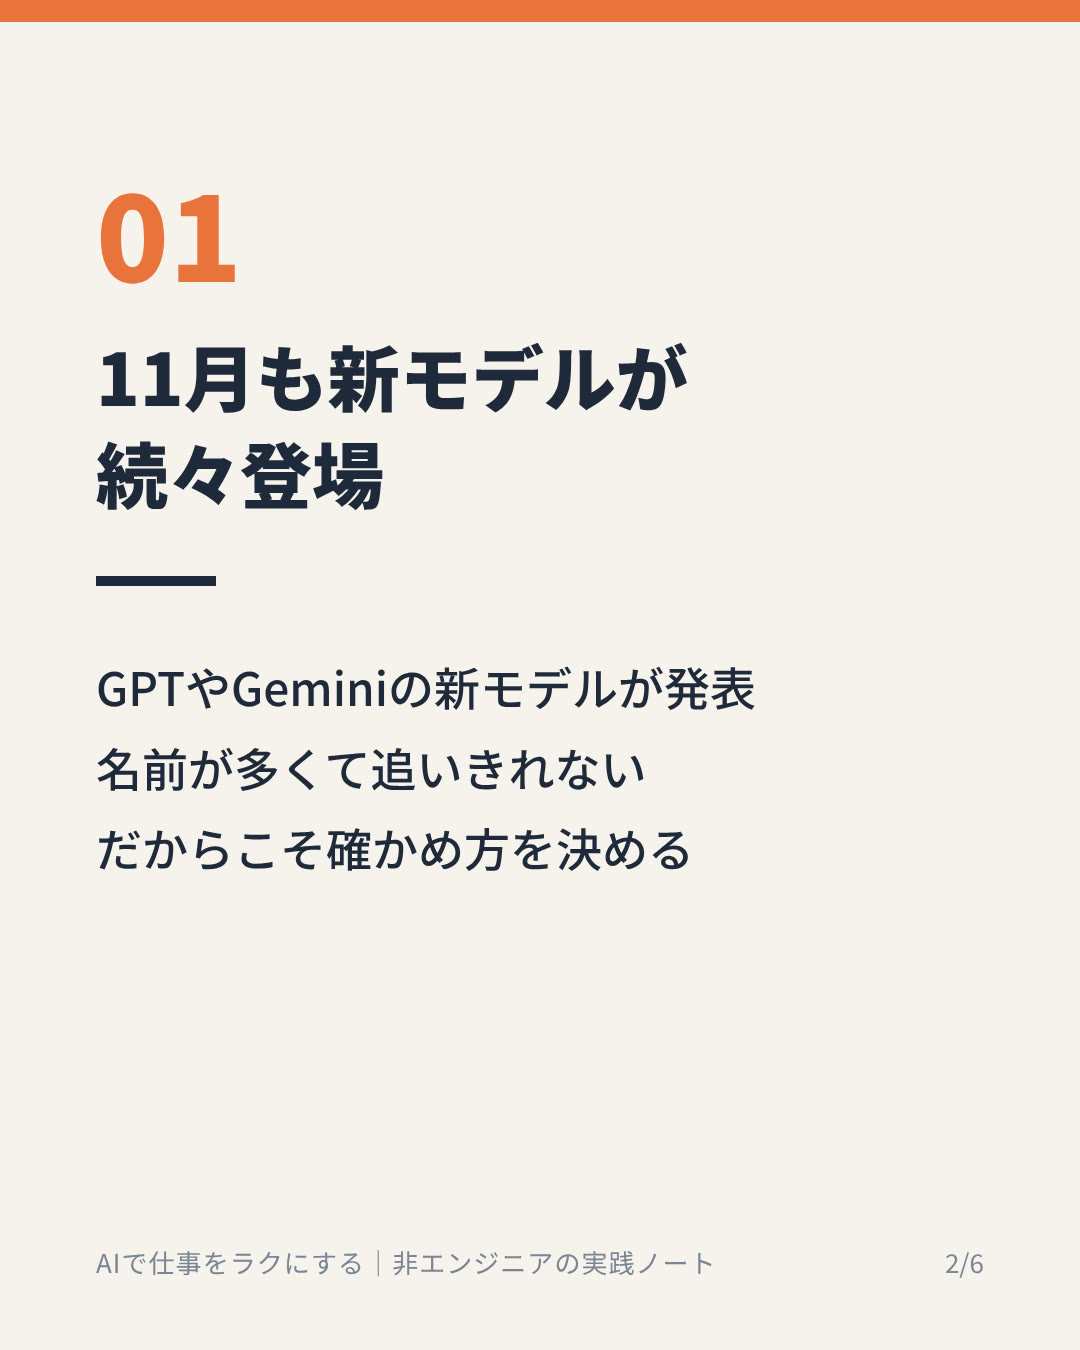 01
11月も新モデルが
続々登場
GPTやGeminiの新モデルが発表
名前が多くて追いきれない
だからこそ確かめ方を決める
AIで仕事をラクにする｜非エンジニアの実践ノート
2/6